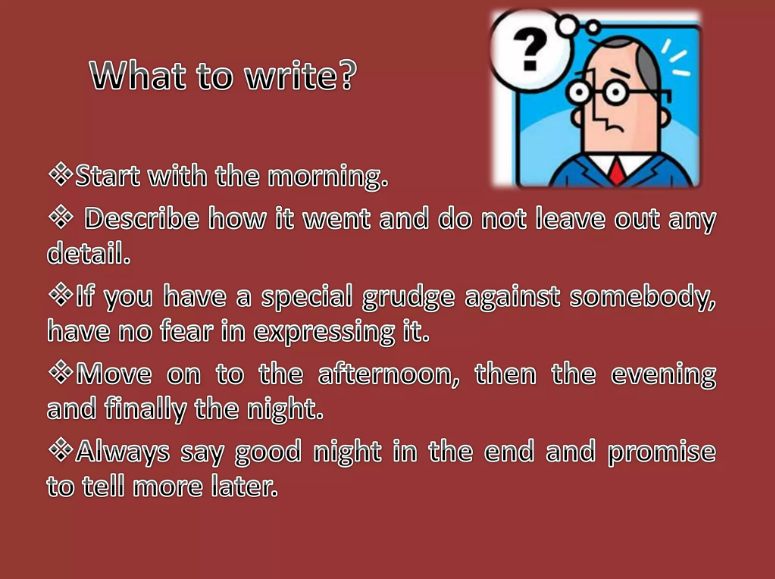 ?
What to write?
❖Start with the morning.
❖ Describe how it went and do not leave out any
detail.
❖If you have a special grudge against somebody,
have no fear in expressing it.
❖Move on to the afternoon, then the evening
and finally the night.
❖Always say good night in the end and promise
to tell more later.